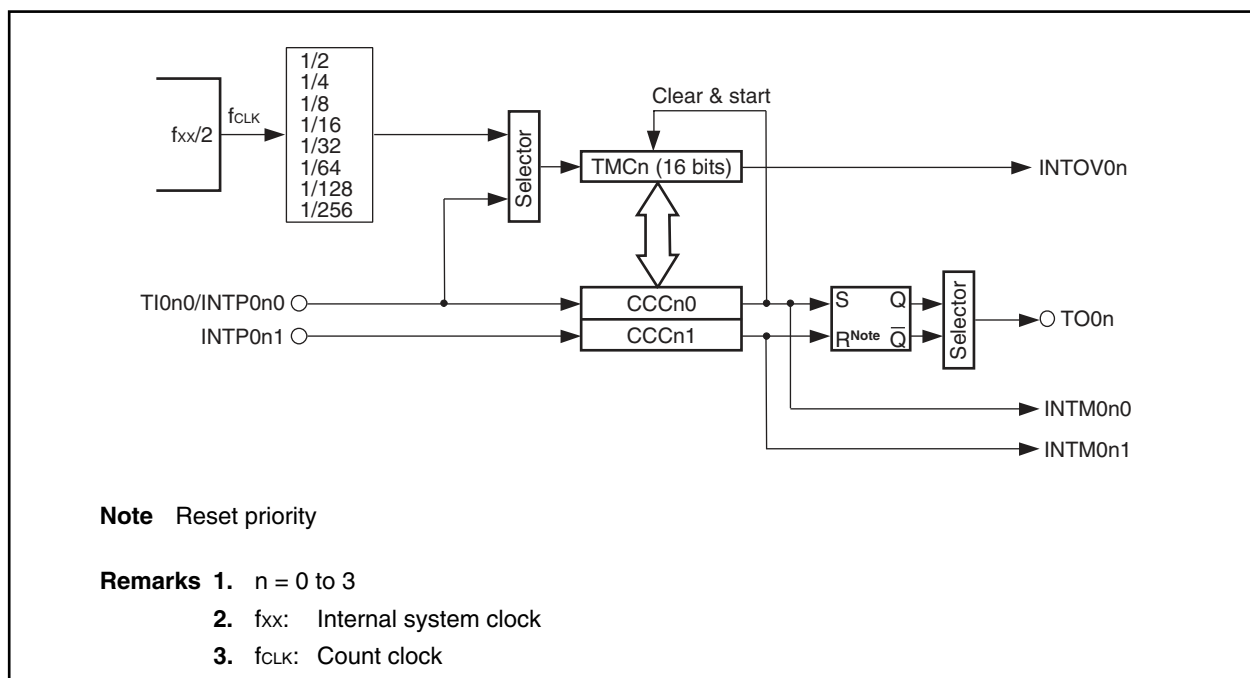 1/2
1/4
1/8
1/16
1/32
1/64
1/128
1/256
fxx/2
fCLK
Selector
Clear & start
TMCn (16 bits)
INTOV0n
TI0n0/INTP0n0
INTP0n1
CCCn0
CCCn1
S Q
RNote Q̅
Selector
TO0n
INTM0n0
INTM0n1
Note Reset priority
Remarks 1. n = 0 to 3
2. fxx: Internal system clock
3. fCLK: Count clock